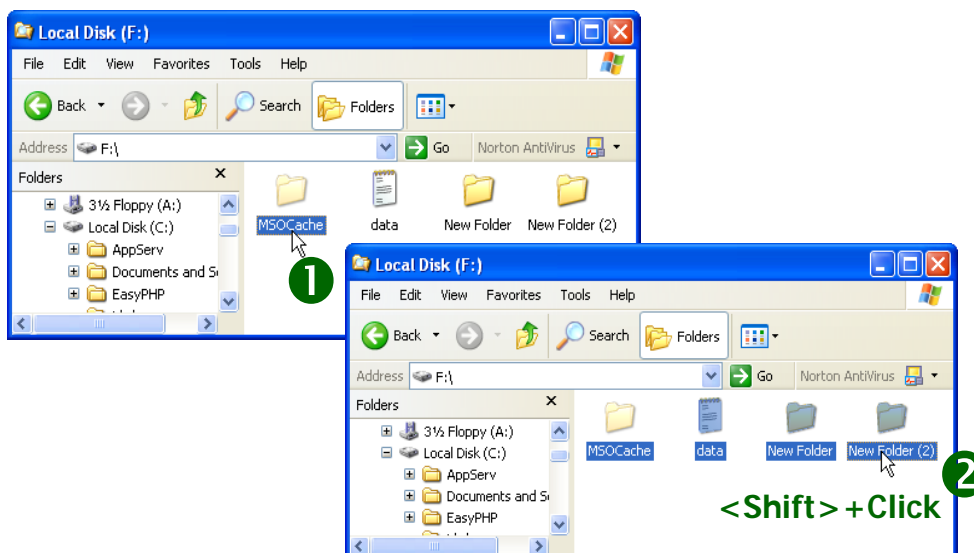 Local Disk (F:)
File Edit View Favorites Tools Help
Back Search Folders
Address F:\ Go Norton AntiVirus
Folders x
3½ Floppy (A:)
Local Disk (C:)
AppServ
Documents and S
EasyPHP
MSOCache data New Folder New Folder (2)
1
Local Disk (F:)
File Edit View Favorites Tools Help
Back Search Folders
Address F:\ Go Norton AntiVirus
Folders x
3½ Floppy (A:)
Local Disk (C:)
AppServ
Documents and S
EasyPHP
MSOCache data New Folder New Folder (2)
2
<Shift>+Click